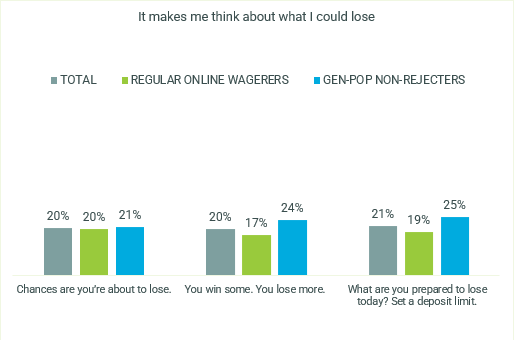 It makes me think about what I could lose
TOTAL REGULAR ONLINE WAGERERS GEN-POP NON-REJECTERS
20% 20% 21% 20% 17% 24% 21% 19% 25%
Chances are you're about to lose. You win some. You lose more. What are you prepared to lose
today? Set a deposit limit.